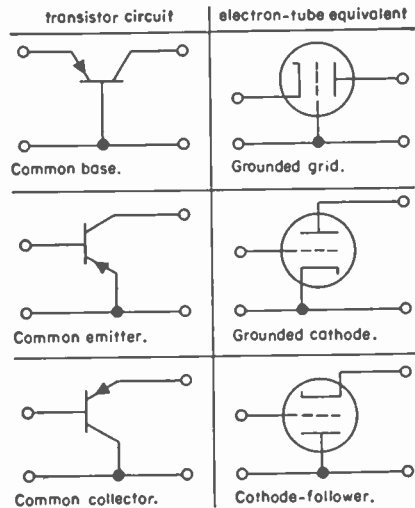 transistor circuit electron-tube equivalent
Common base. Grounded grid.
Common emitter. Grounded cathode.
Common collector. Cathode-follower.